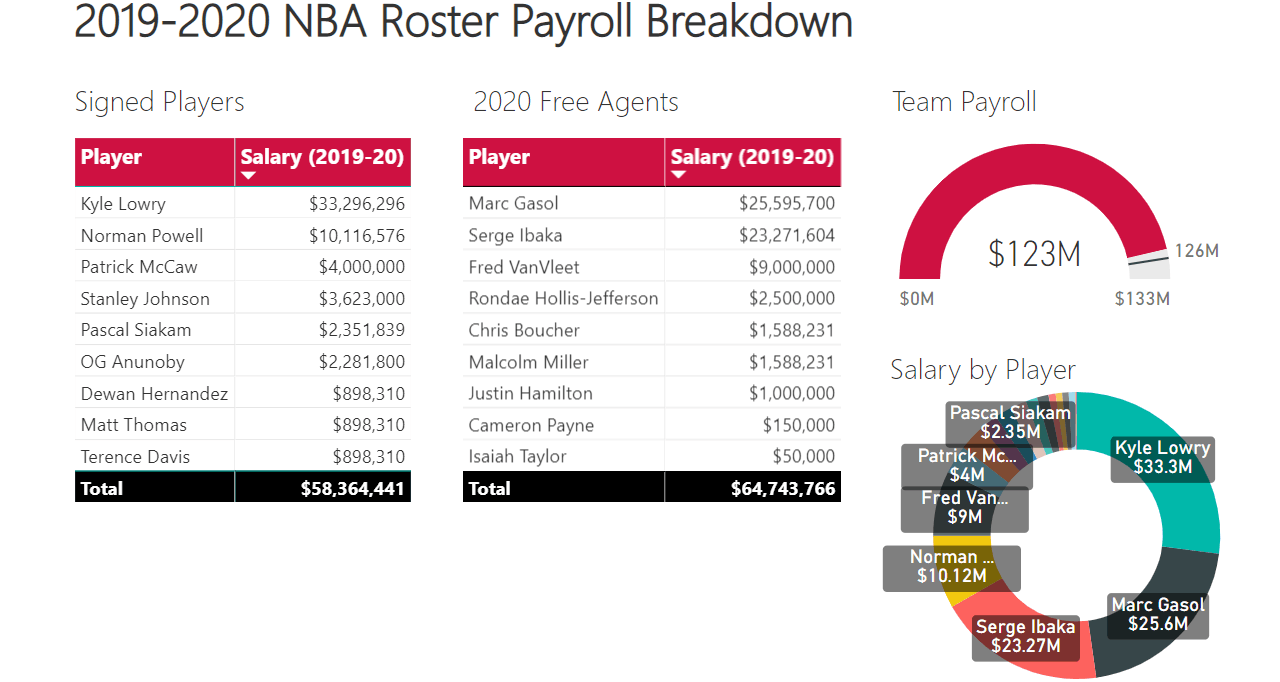 2019-2020 NBA Roster Payroll Breakdown
Signed Players
Player Salary (2019-20)
Kyle Lowry $33,296,296
Norman Powell $10,116,576
Patrick McCaw $4,000,000
Stanley Johnson $3,623,000
Pascal Siakam $2,351,839
OG Anunoby $2,281,800
Dewan Hernandez $898,310
Matt Thomas $898,310
Terence Davis $898,310
Total $58,364,441
2020 Free Agents
Player Salary (2019-20)
Marc Gasol $25,595,700
Serge Ibaka $23,271,604
Fred VanVleet $9,000,000
Rondae Hollis-Jefferson $2,500,000
Chris Boucher $1,588,231
Malcolm Miller $1,588,231
Justin Hamilton $1,000,000
Cameron Payne $150,000
Isaiah Taylor $50,000
Total $64,743,766
Team Payroll
$123M
126M
$0M $133M
Salary by Player
Pascal Siakam
$2.35M
Kyle Lowry
$33.3M
Patrick Mc...
$4M
Fred Van...
$9M
Norman ...
$10.12M
Marc Gasol
$25.6M
Serge Ibaka
$23.27M